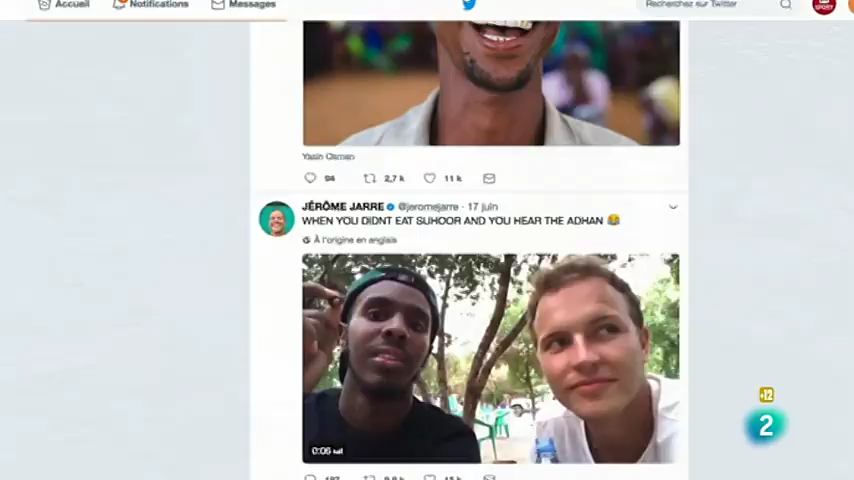 Accueil Notifications Messages Recherchez sur Twitter
Yasin Osman
94 2,7 k 11 k
JÉRÔME JARRE @jeromejarre · 17 juin
WHEN YOU DIDNT EAT SUHOOR AND YOU HEAR THE ADHAN 😂
À l'origine en anglais
0:06
+12
2